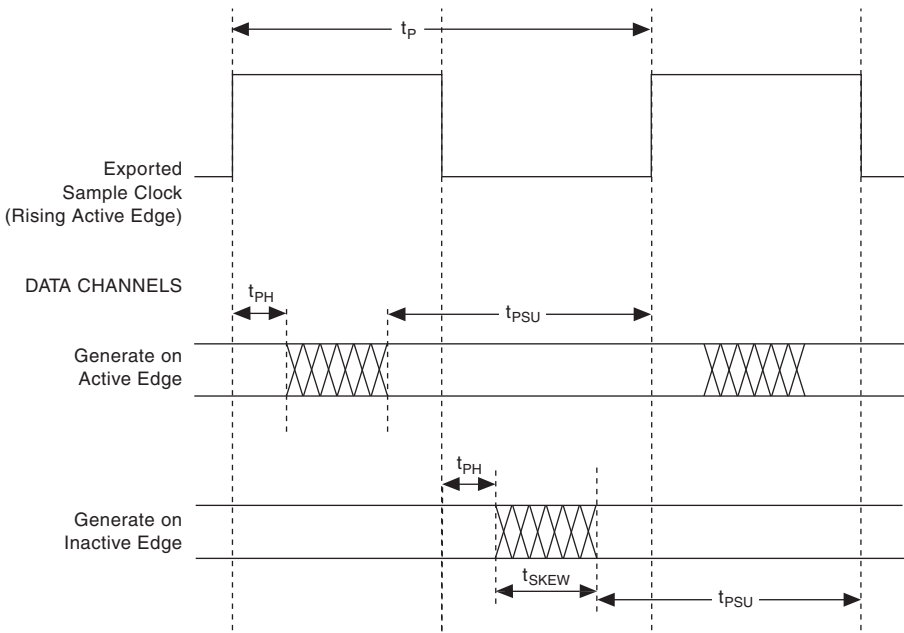 tP
Exported
Sample Clock
(Rising Active Edge)
DATA CHANNELS
tPH
tPSU
Generate on
Active Edge
tPH
Generate on
Inactive Edge
tSKEW
tPSU